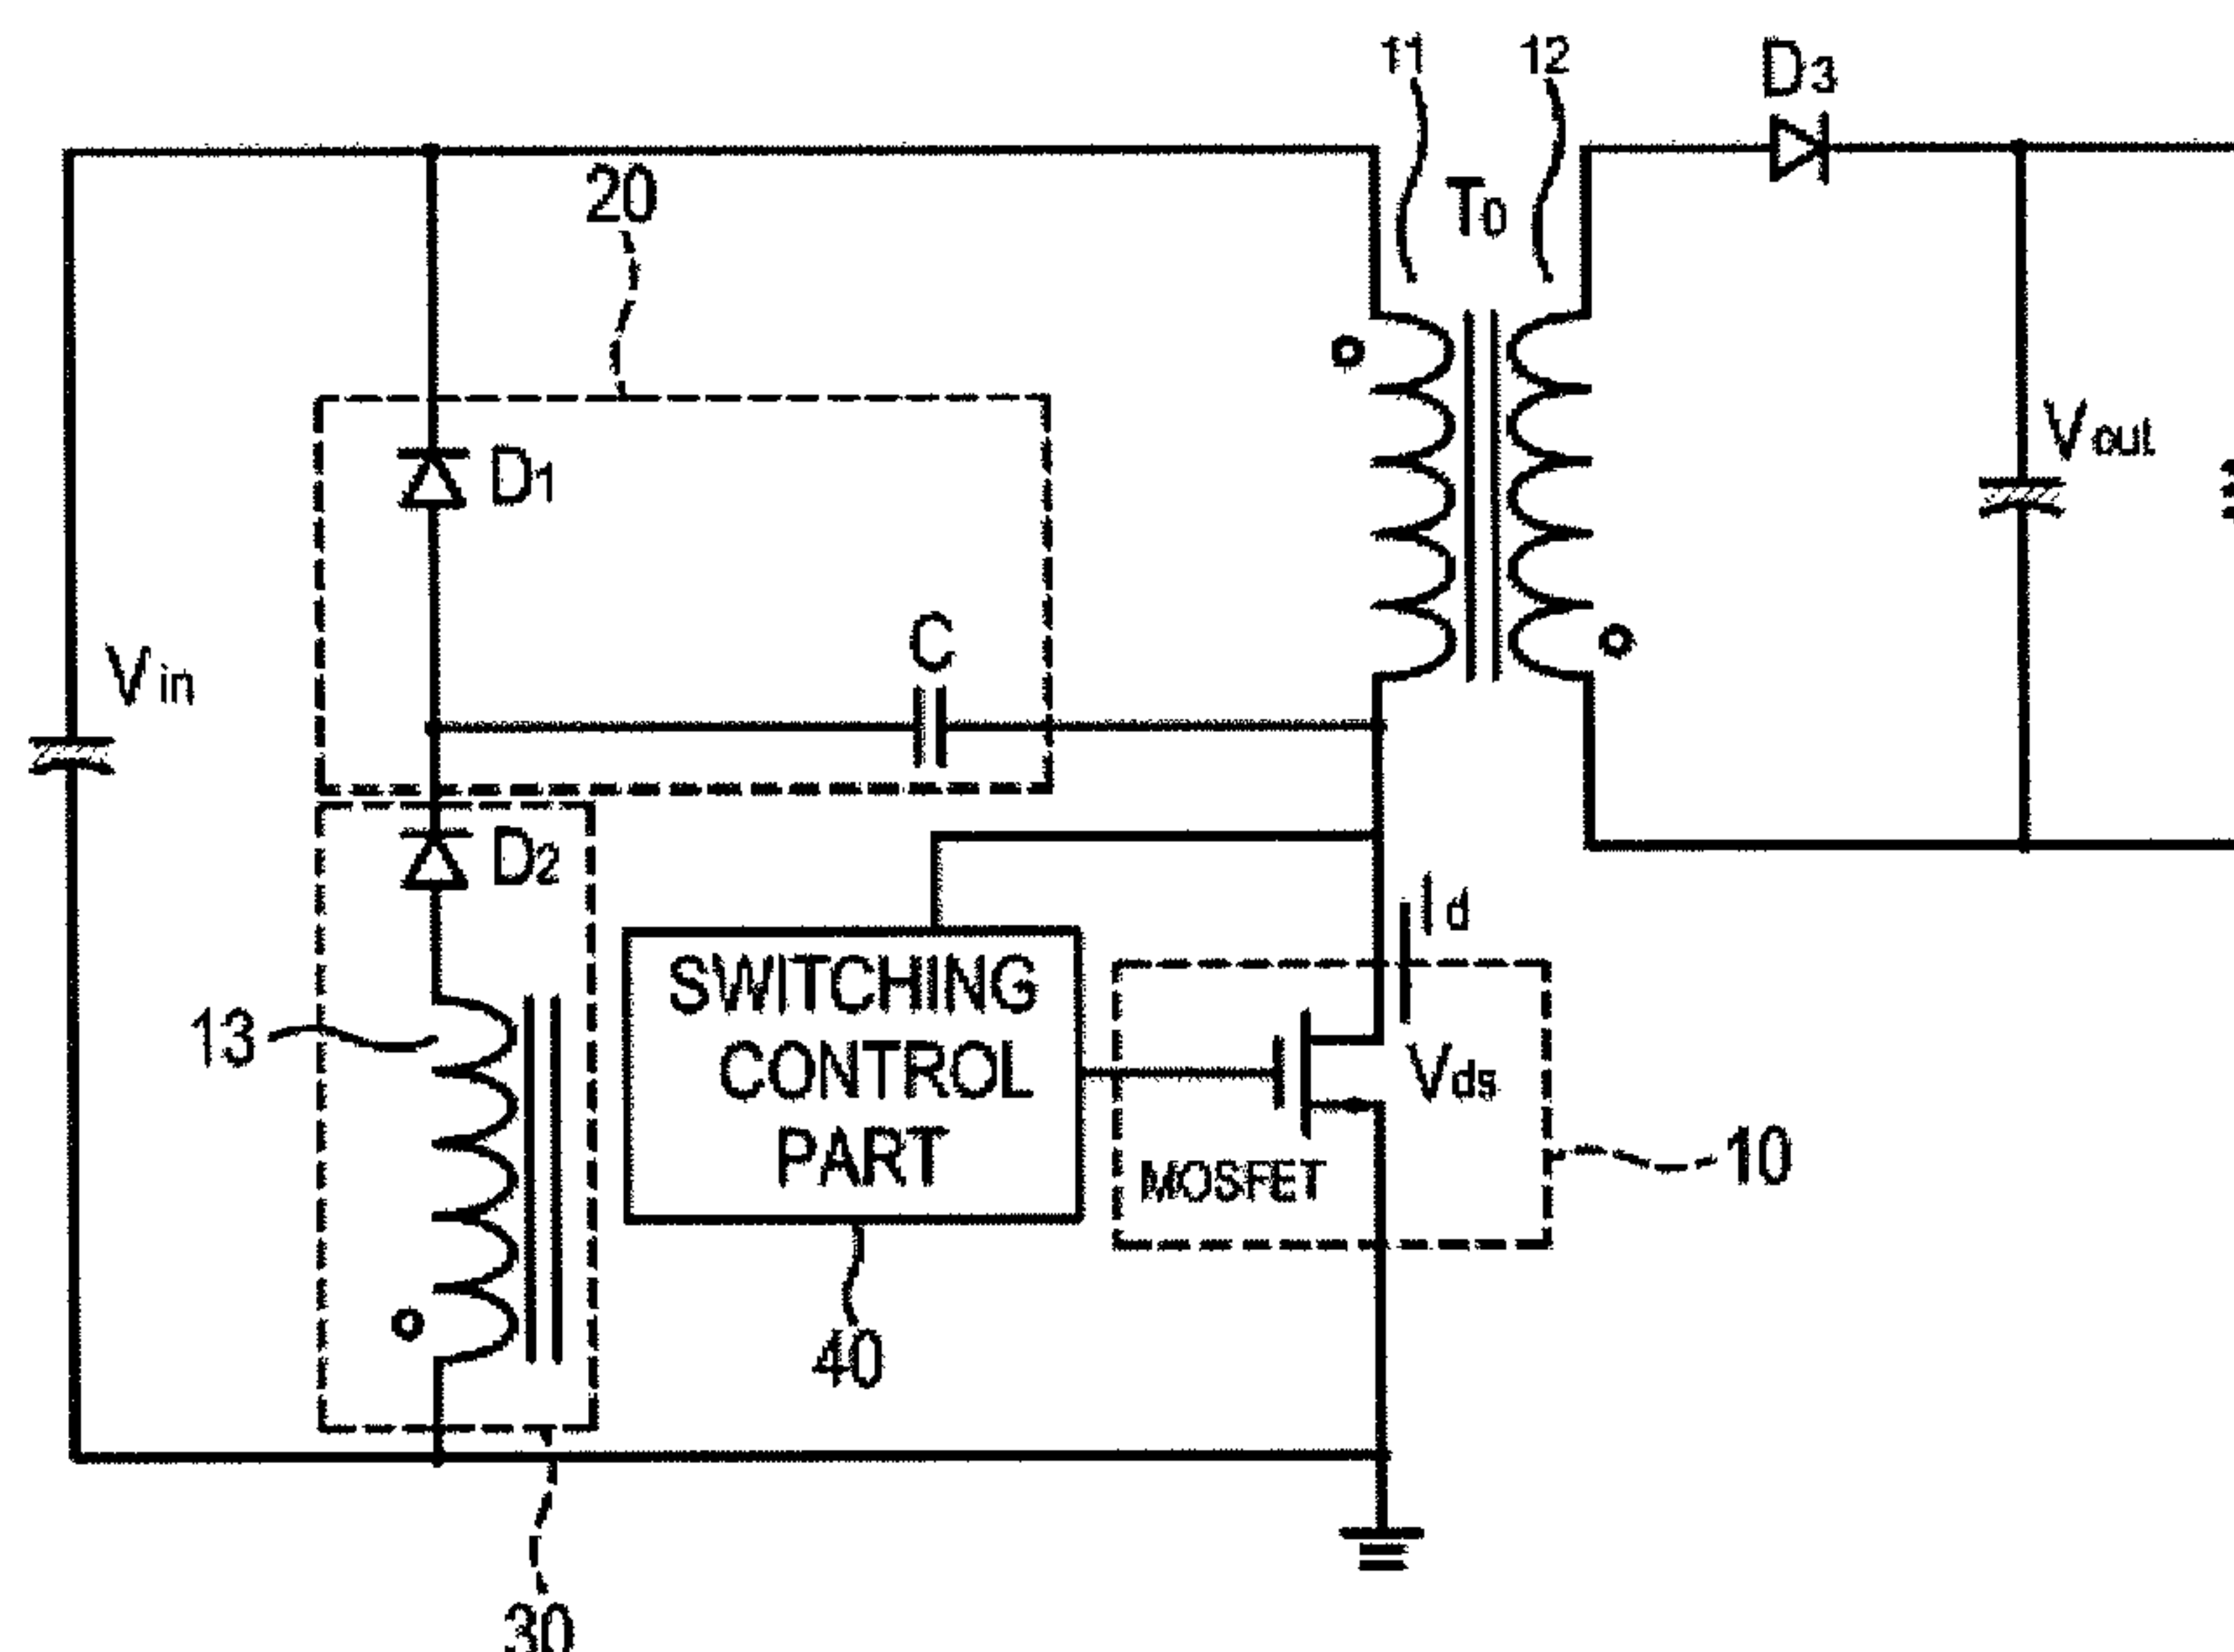 11
12
D3
20
T0
D1
Vout
C
Vin
D2
Id
SWITCHING
CONTROL
PART
13
Vds
MOSFET
10
40
30